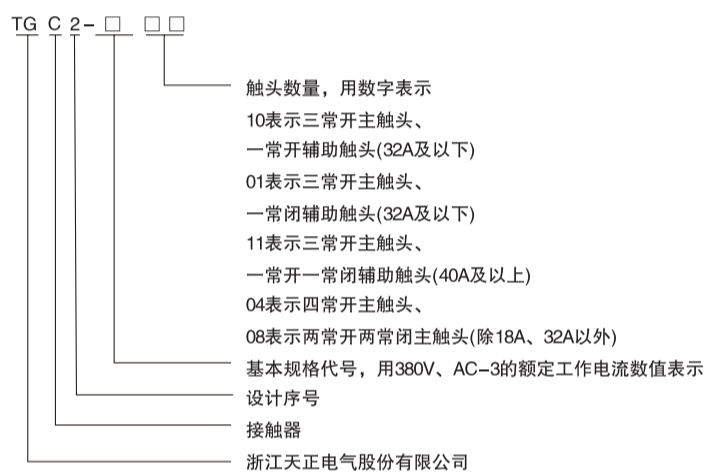 TG C 2-□ □□
触头数量，用数字表示
10表示三常开主触头、
一常开辅助触头(32A及以下)
01表示三常开主触头、
一常闭辅助触头(32A及以下)
11表示三常开主触头、
一常开一常闭辅助触头(40A及以上)
04表示四常开主触头、
08表示两常开两常闭主触头(除18A、32A以外)
基本规格代号，用380V、AC-3的额定工作电流数值表示
设计序号
接触器
浙江天正电气股份有限公司